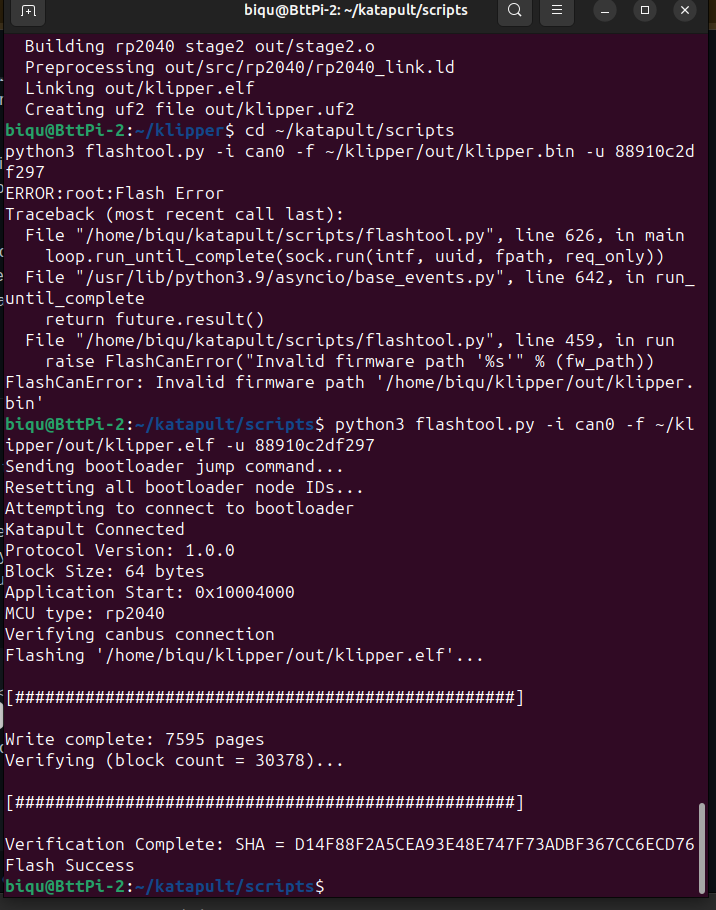 biqu@BttPi-2: ~/katapult/scripts
Building rp2040 stage2 out/stage2.o
Preprocessing out/src/rp2040/rp2040_link.ld
Linking out/klipper.elf
Creating uf2 file out/klipper.uf2
biqu@BttPi-2:~/klipper$ cd ~/katapult/scripts
python3 flashtool.py -i can0 -f ~/klipper/out/klipper.bin -u 88910c2d
f297
ERROR:root:Flash Error
Traceback (most recent call last):
File "/home/biqu/katapult/scripts/flashtool.py", line 626, in main
loop.run_until_complete(sock.run(intf, uuid, fpath, req_only))
File "/usr/lib/python3.9/asyncio/base_events.py", line 642, in run_
until_complete
return future.result()
File "/home/biqu/katapult/scripts/flashtool.py", line 459, in run
raise FlashCanError("Invalid firmware path '%s'" % (fw_path))
FlashCanError: Invalid firmware path '/home/biqu/klipper/out/klipper.
bin'
biqu@BttPi-2:~/katapult/scripts$ python3 flashtool.py -i can0 -f ~/kl
ipper/out/klipper.elf -u 88910c2df297
Sending bootloader jump command...
Resetting all bootloader node IDs...
Attempting to connect to bootloader
Katapult Connected
Protocol Version: 1.0.0
Block Size: 64 bytes
Application Start: 0x10004000
MCU type: rp2040
Verifying canbus connection
Flashing '/home/biqu/klipper/out/klipper.elf'...
[##################################################]
Write complete: 7595 pages
Verifying (block count = 30378)...
[##################################################]
Verification Complete: SHA = D14F88F2A5CEA93E48E747F73ADBF367CC6ECD76
Flash Success
biqu@BttPi-2:~/katapult/scripts$